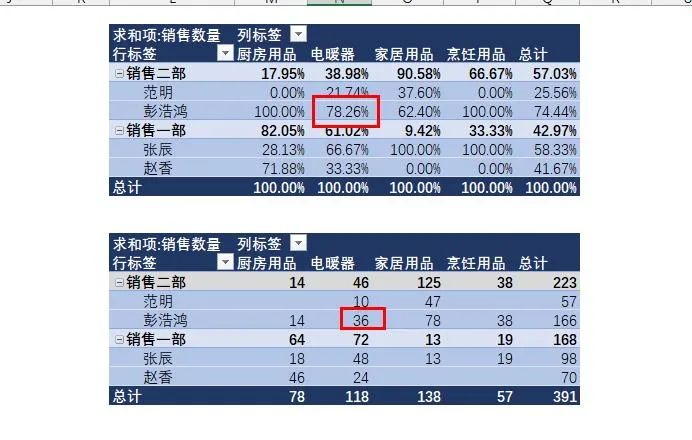 求和项:销售数量 列标签
行标签 厨房用品 电暖器 家居用品 烹饪用品 总计
销售二部 17.95% 38.98% 90.58% 66.67% 57.03%
范明 0.00% 21.74% 37.60% 0.00% 25.56%
彭浩鸿 100.00% 78.26% 62.40% 100.00% 74.44%
销售一部 82.05% 61.02% 9.42% 33.33% 42.97%
张辰 28.13% 66.67% 100.00% 100.00% 58.33%
赵香 71.88% 33.33% 0.00% 0.00% 41.67%
总计 100.00% 100.00% 100.00% 100.00% 100.00%
求和项:销售数量 列标签
行标签 厨房用品 电暖器 家居用品 烹饪用品 总计
销售二部 14 46 125 38 223
范明 10 47 57
彭浩鸿 14 36 78 38 166
销售一部 64 72 13 19 168
张辰 18 48 13 19 98
赵香 46 24 70
总计 78 118 138 57 391